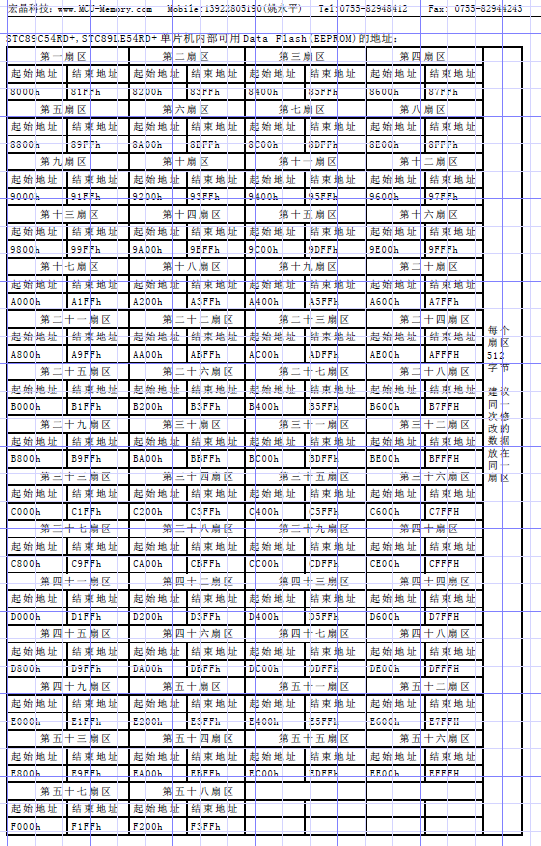 宏晶科技：www.MCU-Memory.com Mobile:13922805190(姚水平) Tel:0755-82948412 Fax: 0755-82944243
STC89C54RD+,STC89LE54RD+单片机内部可用Data Flash(EEPROM)的地址：
第一扇区 第二扇区 第三扇区 第四扇区
起始地址 结束地址 起始地址 结束地址 起始地址 结束地址 起始地址 结束地址
8000h 81FFh 8200h 83FFh 8400h 85FFh 8600h 87FFh
第五扇区 第六扇区 第七扇区 第八扇区
起始地址 结束地址 起始地址 结束地址 起始地址 结束地址 起始地址 结束地址
8800h 89FFh 8A00h 8BFFh 8C00h 8DFFh 8E00h 8FFFh
第九扇区 第十扇区 第十一扇区 第十二扇区
起始地址 结束地址 起始地址 结束地址 起始地址 结束地址 起始地址 结束地址
9000h 91FFh 9200h 93FFh 9400h 95FFh 9600h 97FFh
第十三扇区 第十四扇区 第十五扇区 第十六扇区
起始地址 结束地址 起始地址 结束地址 起始地址 结束地址 起始地址 结束地址
9800h 99FFh 9A00h 9BFFh 9C00h 9DFFh 9E00h 9FFFh
第十七扇区 第十八扇区 第十九扇区 第二十扇区
起始地址 结束地址 起始地址 结束地址 起始地址 结束地址 起始地址 结束地址
A000h A1FFh A200h A3FFh A400h A5FFh A600h A7FFh
第二十一扇区 第二十二扇区 第二十三扇区 第二十四扇区
起始地址 结束地址 起始地址 结束地址 起始地址 结束地址 起始地址 结束地址
A800h A9FFh AA00h ABFFh AC00h ADFFh AE00h AFFFH
第二十五扇区 第二十六扇区 第二十七扇区 第二十八扇区
起始地址 结束地址 起始地址 结束地址 起始地址 结束地址 起始地址 结束地址
B000h B1FFh B200h B3FFh B400h B5FFh B600h B7FFH
第二十九扇区 第三十扇区 第三十一扇区 第三十二扇区
起始地址 结束地址 起始地址 结束地址 起始地址 结束地址 起始地址 结束地址
B800h B9FFh BA00h BBFFh BC00h BDFFh BE00h BFFFH
第三十三扇区 第三十四扇区 第三十五扇区 第三十六扇区
起始地址 结束地址 起始地址 结束地址 起始地址 结束地址 起始地址 结束地址
C000h C1FFh C200h C3FFh C400h C5FFh C600h C7FFH
第三十七扇区 第三十八扇区 第三十九扇区 第四十扇区
起始地址 结束地址 起始地址 结束地址 起始地址 结束地址 起始地址 结束地址
C800h C9FFh CA00h CBFFh CC00h CDFFh CE00h CFFFH
第四十一扇区 第四十二扇区 第四十三扇区 第四十四扇区
起始地址 结束地址 起始地址 结束地址 起始地址 结束地址 起始地址 结束地址
D000h D1FFh D200h D3FFh D400h D5FFh D600h D7FFH
第四十五扇区 第四十六扇区 第四十七扇区 第四十八扇区
起始地址 结束地址 起始地址 结束地址 起始地址 结束地址 起始地址 结束地址
D800h D9FFh DA00h DBFFh DC00h DDFFh DE00h DFFFH
第四十九扇区 第五十扇区 第五十一扇区 第五十二扇区
起始地址 结束地址 起始地址 结束地址 起始地址 结束地址 起始地址 结束地址
E000h E1FFh E200h E3FFh E400h E5FFh E600h E7FFH
第五十三扇区 第五十四扇区 第五十五扇区 第五十六扇区
起始地址 结束地址 起始地址 结束地址 起始地址 结束地址 起始地址 结束地址
E800h E9FFh EA00h EBFFh EC00h EDFFh EE00h EFFFH
第五十七扇区 第五十八扇区
起始地址 结束地址 起始地址 结束地址
F000h F1FFh F200h F3FFh
每个
扇区
512
字节
建议
同一
次修
改的
数据
放在
同一
扇区